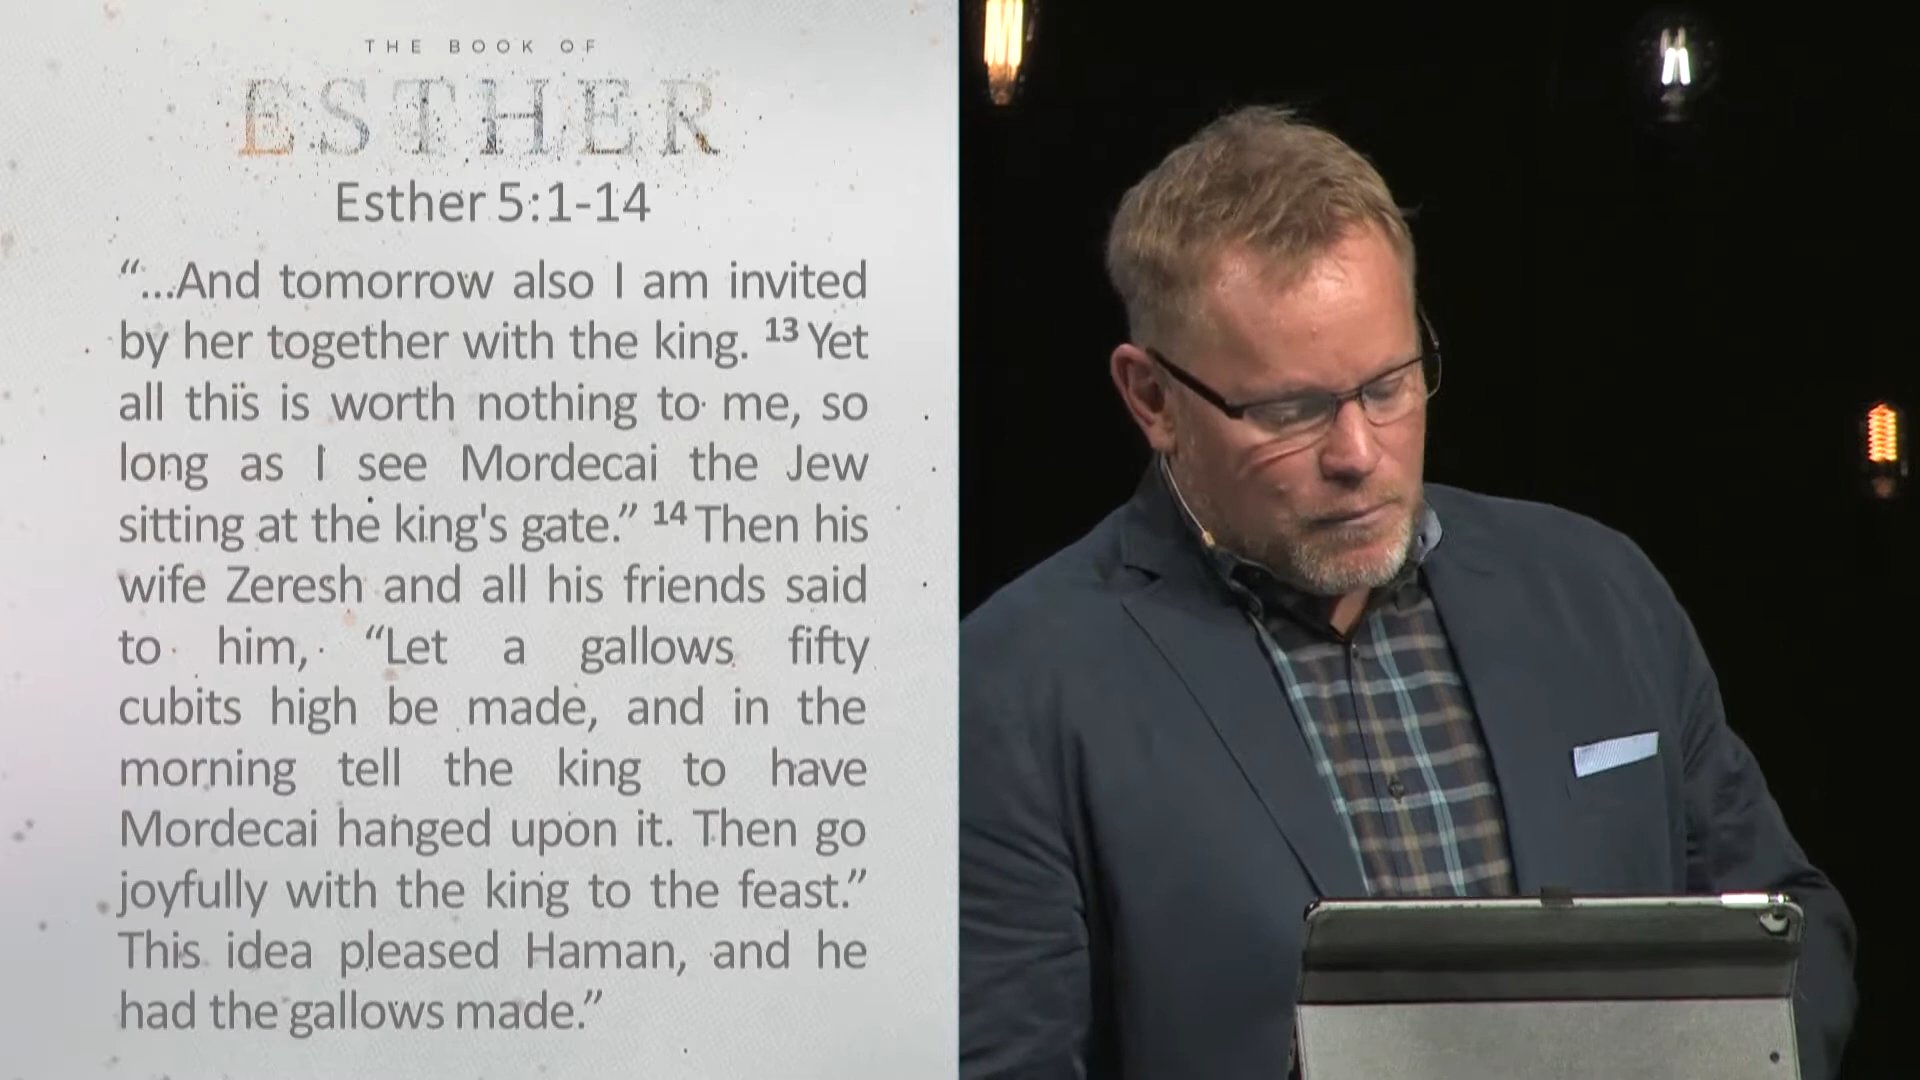 THE BOOK OF
ESTHER
Esther 5:1-14
“...And tomorrow also I am invited
by her together with the king. ¹³ Yet
all this is worth nothing to me, so
long as I see Mordecai the Jew
sitting at the king's gate.” ¹⁴ Then his
wife Zeresh and all his friends said
to him, “Let a gallows fifty
cubits high be made, and in the
morning tell the king to have
Mordecai hanged upon it. Then go
joyfully with the king to the feast.”
This idea pleased Haman, and he
had the gallows made.”